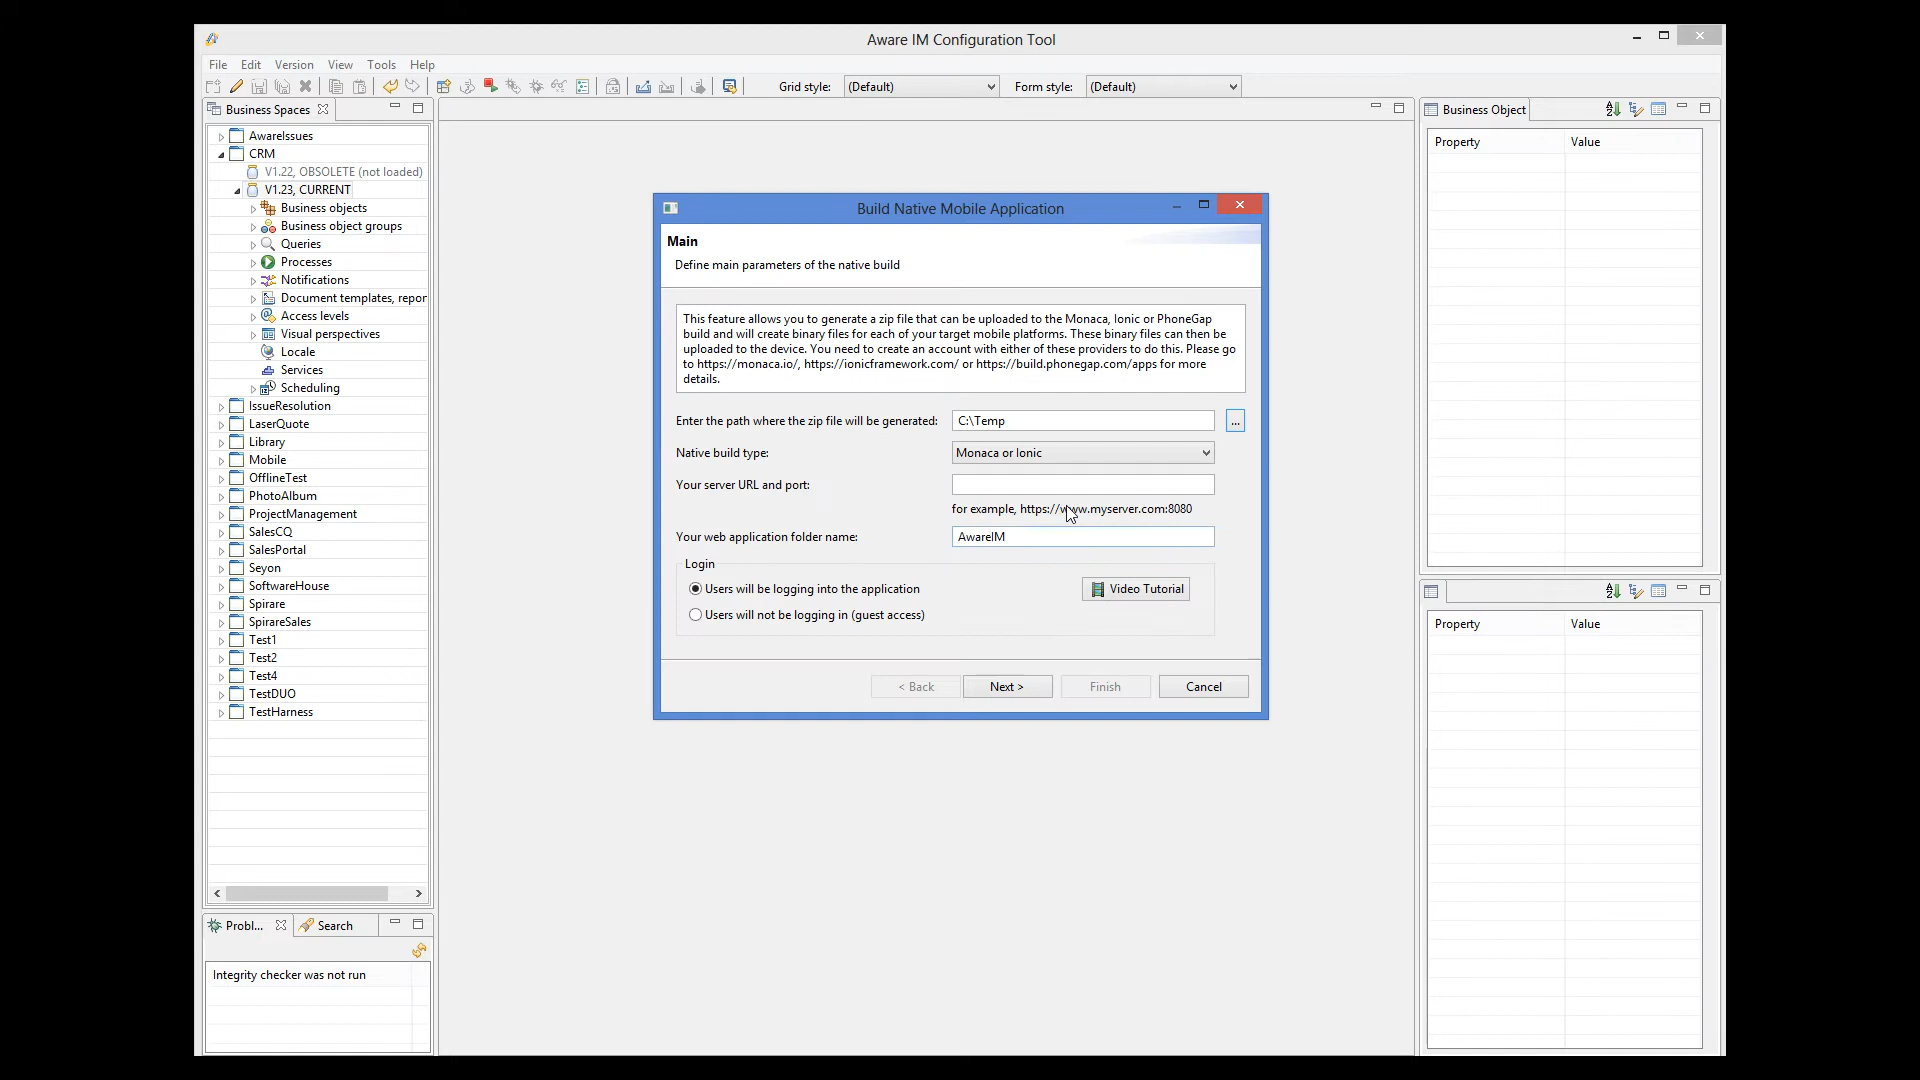 Aware IM Configuration Tool
File Edit Version View Tools Help
Grid style: (Default) Form style: (Default)
Business Spaces
AwareIssues
CRM
V1.22, OBSOLETE (not loaded)
V1.23, CURRENT
Business objects
Business object groups
Queries
Processes
Notifications
Document templates, repor
Access levels
Visual perspectives
Locale
Services
Scheduling
IssueResolution
LaserQuote
Library
Mobile
OfflineTest
PhotoAlbum
ProjectManagement
SalesCQ
SalesPortal
Seyon
SoftwareHouse
Spirare
SpirareSales
Test1
Test2
Test4
TestDUO
TestHarness
Probl... Search
Integrity checker was not run
Build Native Mobile Application
Main
Define main parameters of the native build
This feature allows you to generate a zip file that can be uploaded to the Monaca, Ionic or PhoneGap
build and will create binary files for each of your target mobile platforms. These binary files can then be
uploaded to the device. You need to create an account with either of these providers to do this. Please go
to https://monaca.io/, https://ionicframework.com/ or https://build.phonegap.com/apps for more
details.
Enter the path where the zip file will be generated: C:\Temp ...
Native build type: Monaca or Ionic
Your server URL and port:
for example, https://www.myserver.com:8080
Your web application folder name: AwareIM
Login
Users will be logging into the application Video Tutorial
Users will not be logging in (guest access)
< Back Next > Finish Cancel
Business Object
Property Value
Property Value